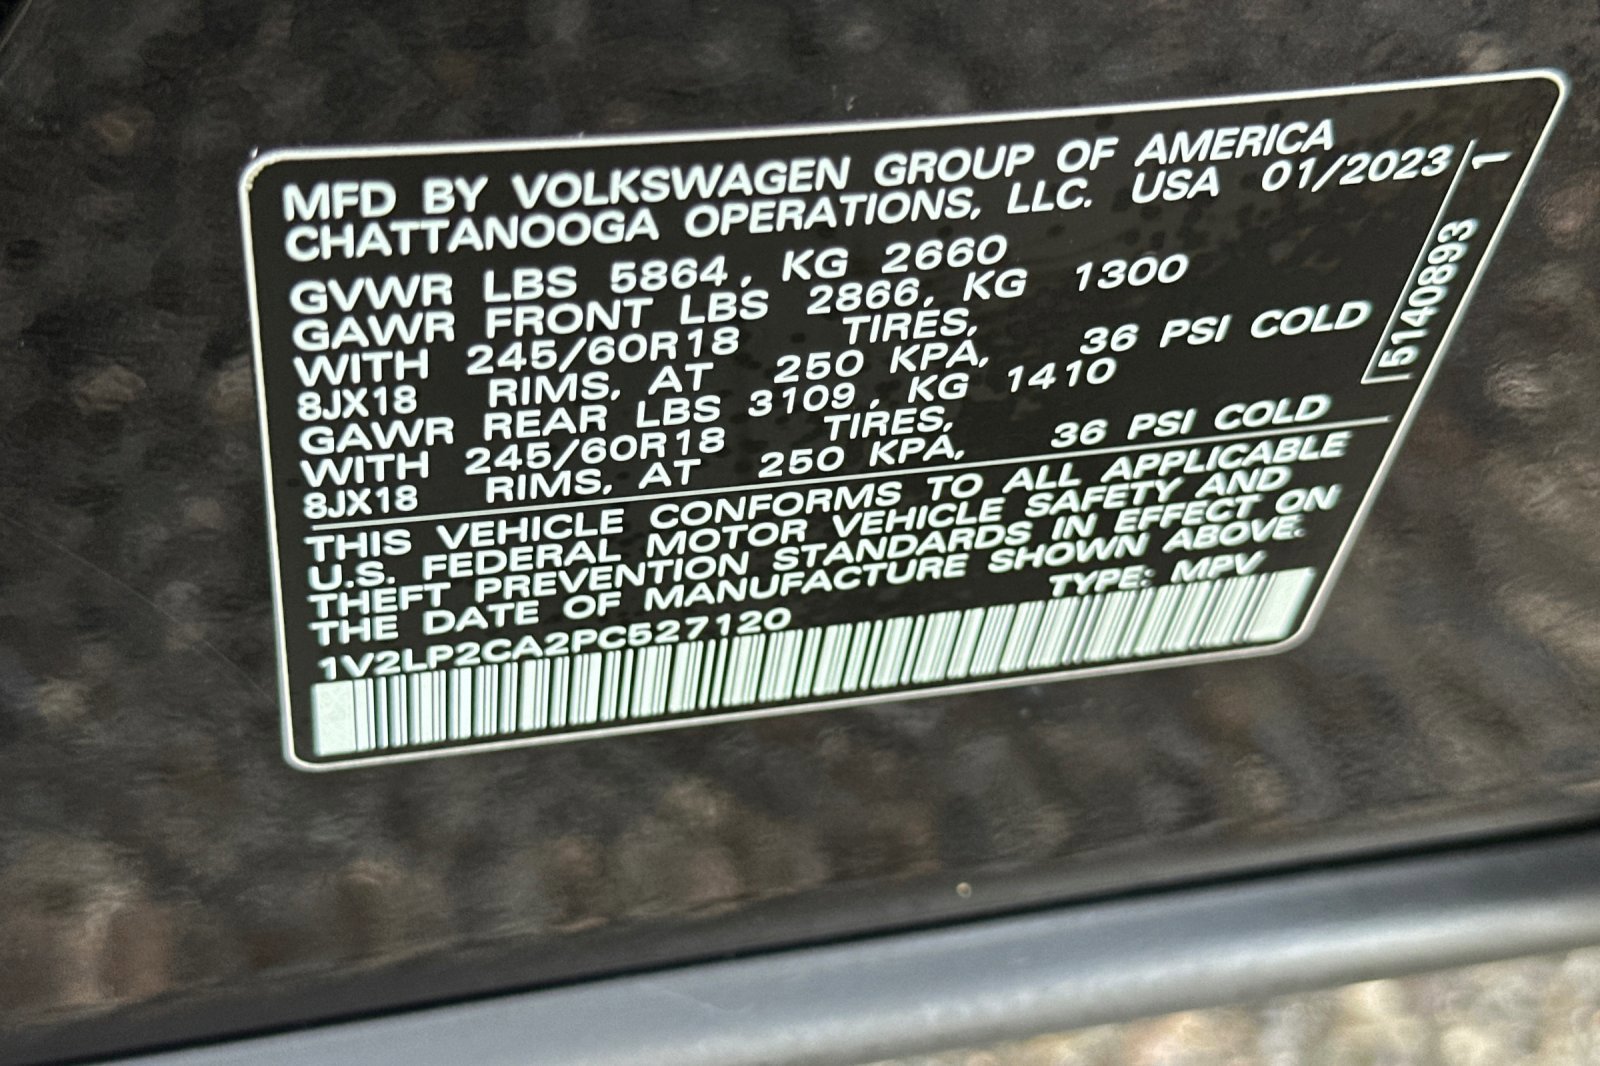 MFD BY VOLKSWAGEN GROUP OF AMERICA
CHATTANOOGA OPERATIONS, LLC. USA 01/2023
GVWR LBS 5864, KG 2660
GAWR FRONT LBS 2866, KG 1300
WITH 245/60R18 TIRES,
8JX18 RIMS, AT 250 KPA, 36 PSI COLD
GAWR REAR LBS 3109, KG 1410
WITH 245/60R18 TIRES,
8JX18 RIMS, AT 250 KPA, 36 PSI COLD
THIS VEHICLE CONFORMS TO ALL APPLICABLE
U.S. FEDERAL MOTOR VEHICLE SAFETY AND
THEFT PREVENTION STANDARDS IN EFFECT ON
THE DATE OF MANUFACTURE SHOWN ABOVE.
1V2LP2CA2PC527120 TYPE: MPV
5140893
1